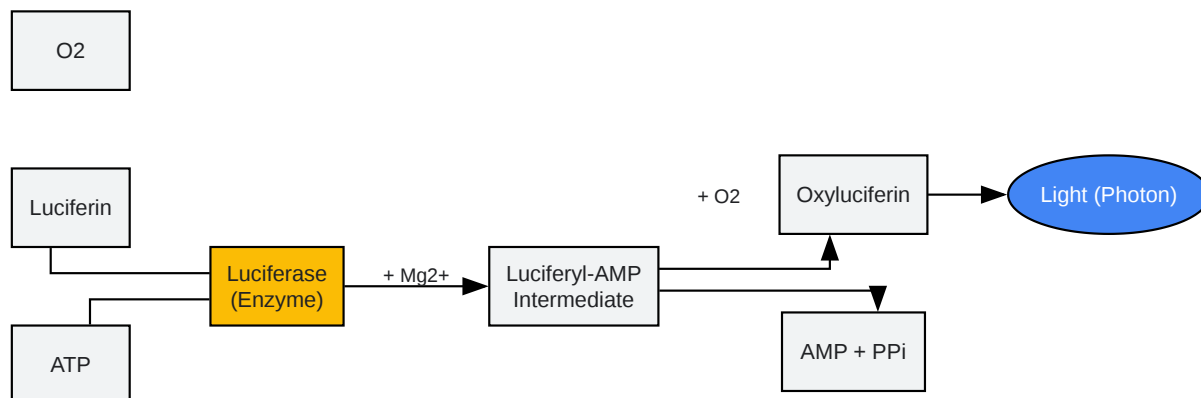 O2
Luciferin
ATP
Luciferase
(Enzyme)
+ Mg2+
Luciferyl-AMP
Intermediate
+ O2
Oxyluciferin
AMP + PPi
Light (Photon)